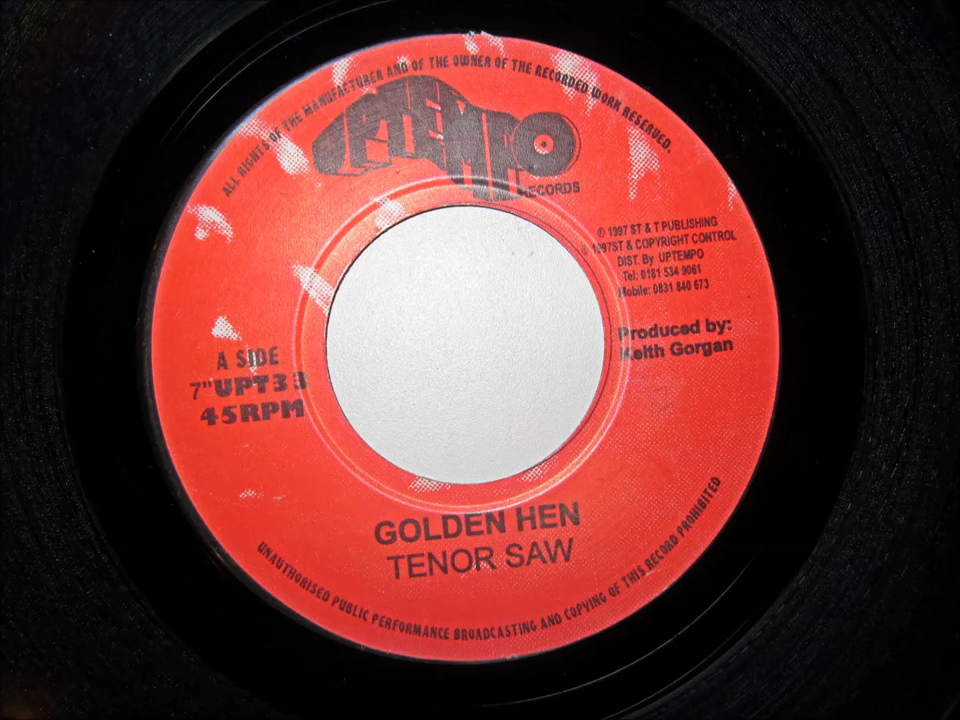 ALL RIGHTS OF THE MANUFACTURER AND OF THE OWNER OF THE RECORDED WORK RESERVED.
UPTEMPO
RECORDS
© 1997 ST & T PUBLISHING
© 1997ST & COPYRIGHT CONTROL
DIST. By UPTEMPO
Tel: 0181 534 9061
Mobile: 0831 840 673
Produced by:
Keith Gorgan
A SIDE
7"UPT33
45RPM
GOLDEN HEN
TENOR SAW
UNAUTHORISED PUBLIC PERFORMANCE BROADCASTING AND COPYING OF THIS RECORD PROHIBITED